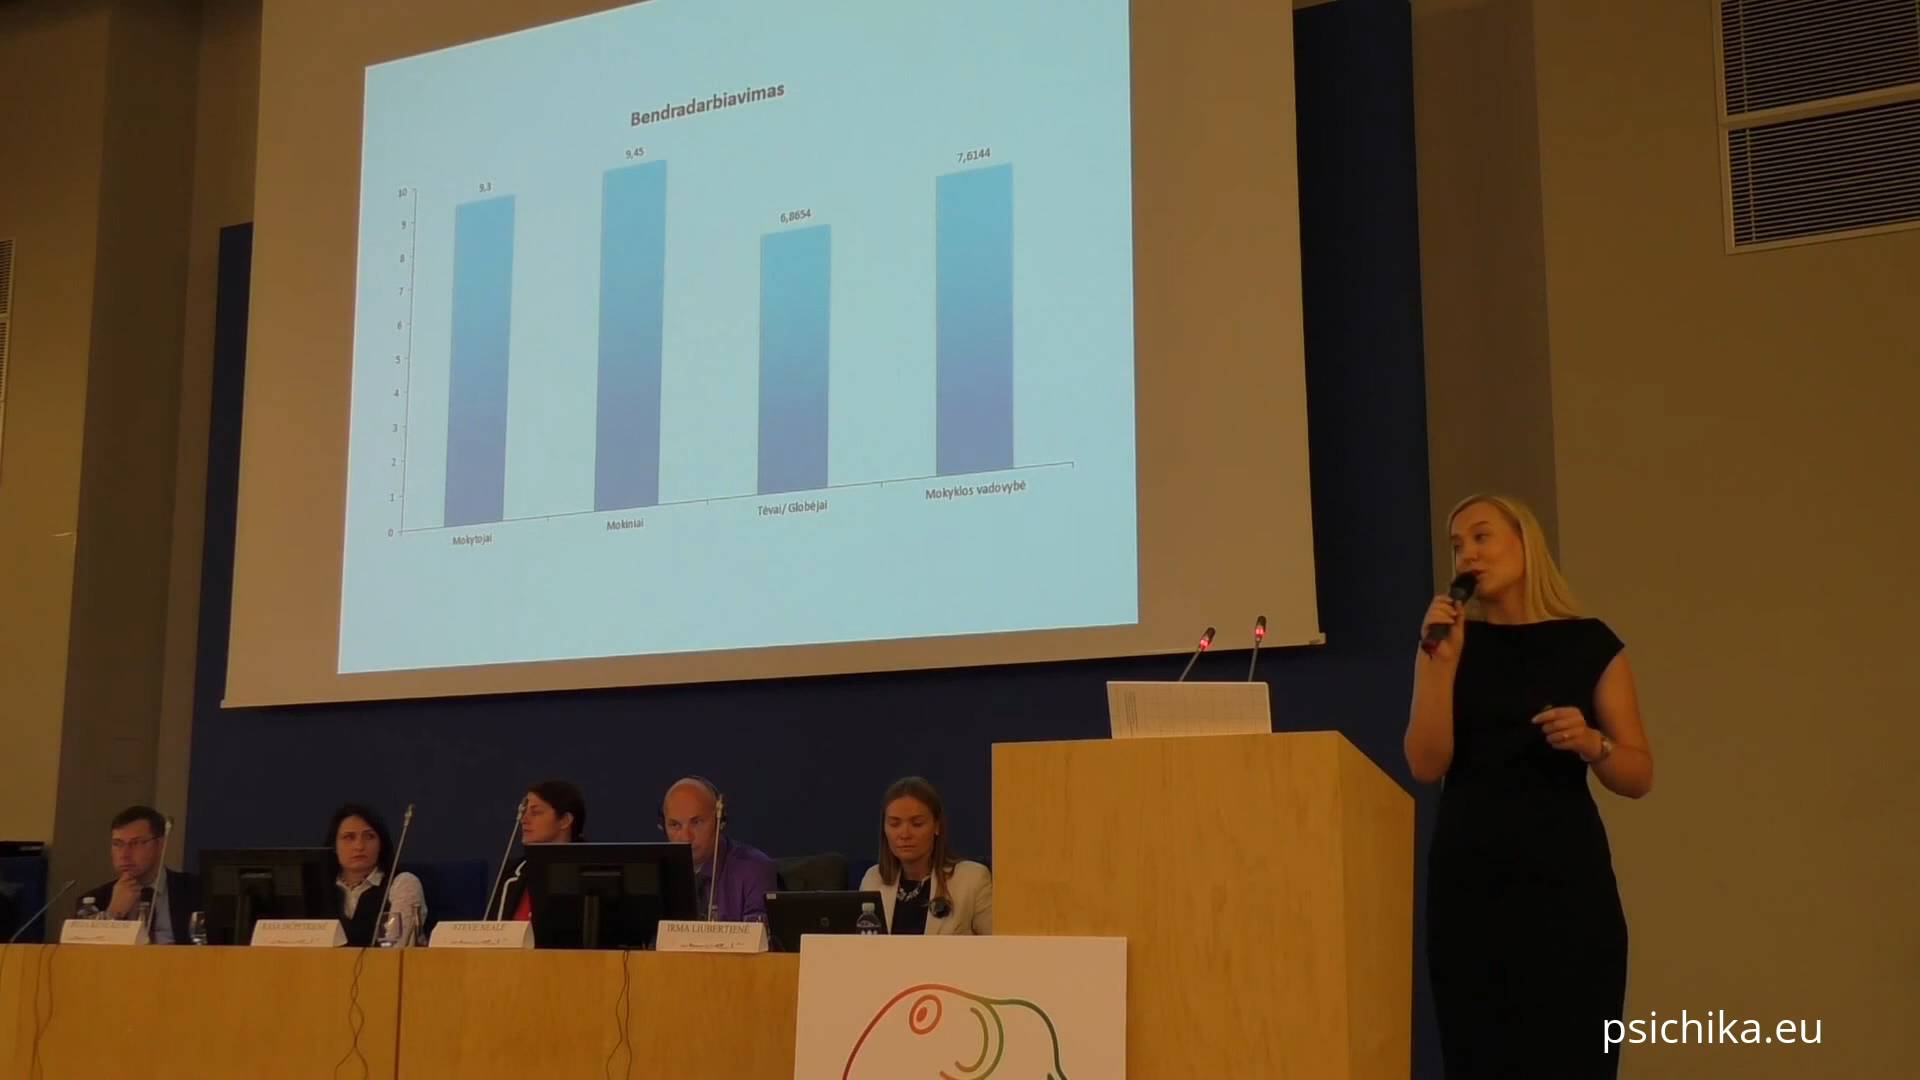 Bendradarbiavimas
9,3
9,45
6,8654
7,6144
10
9
8
7
6
5
4
3
2
1
0
Mokytojai
Mokiniai
Tėvai/ Globėjai
Mokyklos vadovybė
STEVE NEALE
IRMA LIUBERTIENĖ
psichika.eu